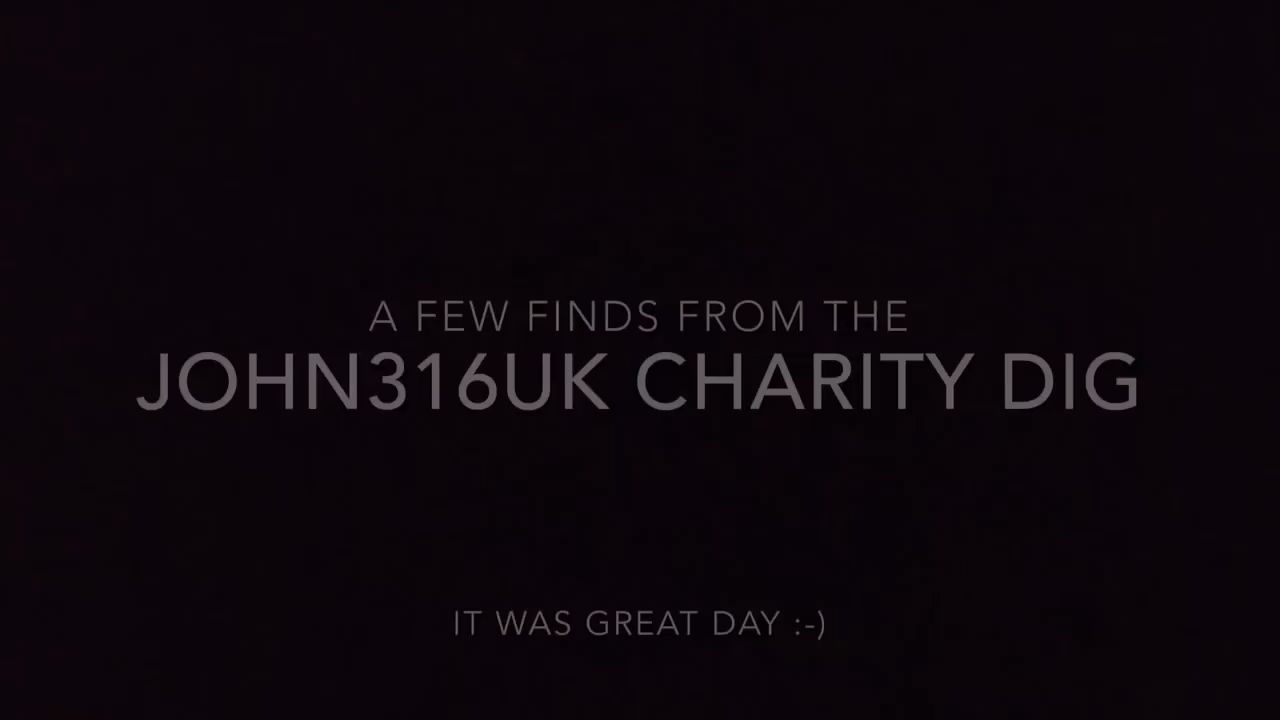 A FEW FINDS FROM THE
JOHN316UK CHARITY DIG
IT WAS GREAT DAY :-)